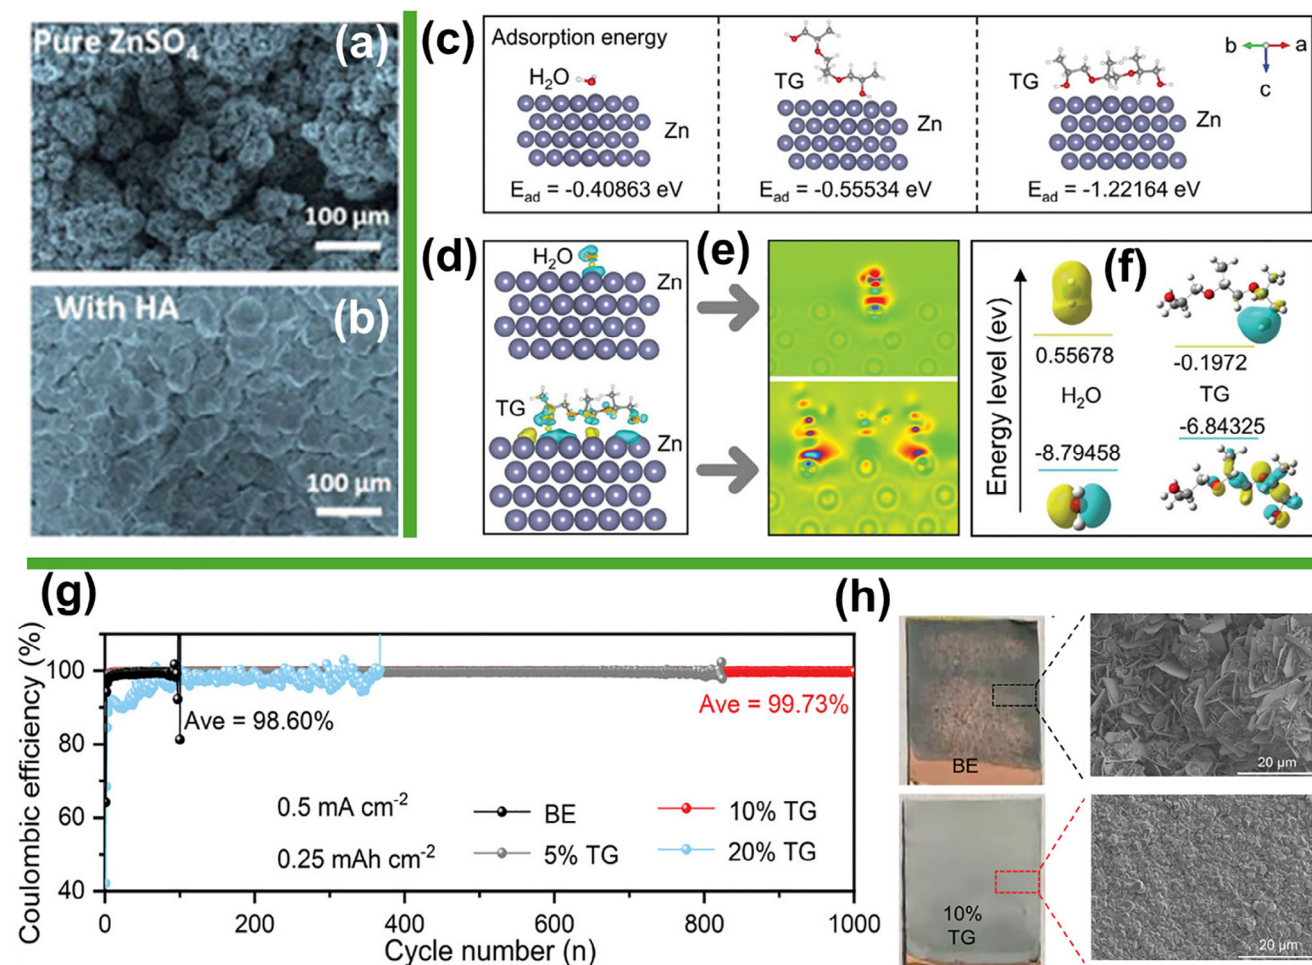 Pure ZnSO₄
(a)
100 µm
With HA
(b)
100 µm
(c)
Adsorption energy
H₂O
Zn
E_ad = -0.40863 eV
TG
Zn
E_ad = -0.55534 eV
TG
Zn
E_ad = -1.22164 eV
b
a
c
(d)
H₂O
Zn
TG
Zn
(e)
(f)
Energy level (ev)
0.55678
-0.1972
H₂O
TG
-8.79458
-6.84325
(g)
Coulombic efficiency (%)
100
80
60
40
Ave = 98.60%
Ave = 99.73%
0.5 mA cm⁻²
0.25 mAh cm⁻²
BE
10% TG
5% TG
20% TG
0
200
400
600
800
1000
Cycle number (n)
(h)
BE
20 µm
10%
TG
20 µm